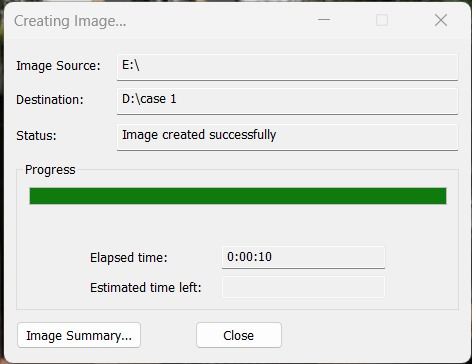 Creating Image...
Image Source: E:\
Destination: D:\case 1
Status: Image created successfully
Progress
Elapsed time: 0:00:10
Estimated time left:
Image Summary... Close